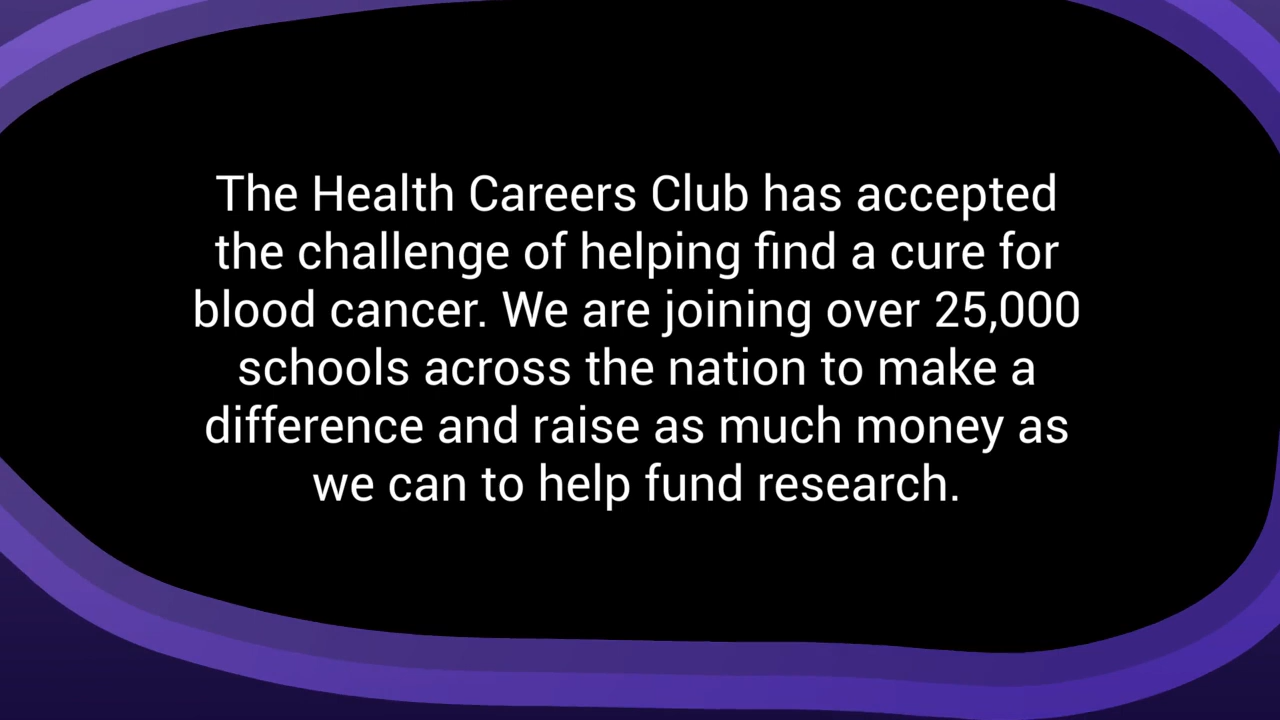 The Health Careers Club has accepted
the challenge of helping find a cure for
blood cancer. We are joining over 25,000
schools across the nation to make a
difference and raise as much money as
we can to help fund research.